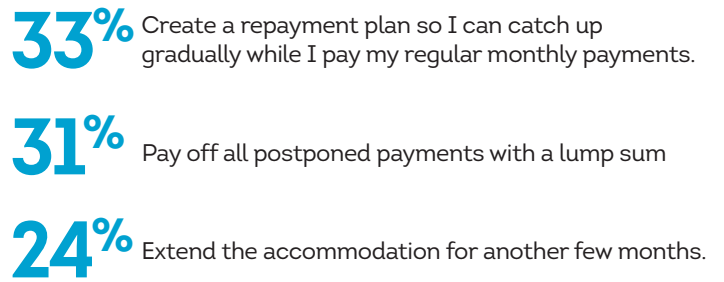 33% Create a repayment plan so I can catch up
gradually while I pay my regular monthly payments.
31% Pay off all postponed payments with a lump sum
24% Extend the accommodation for another few months.